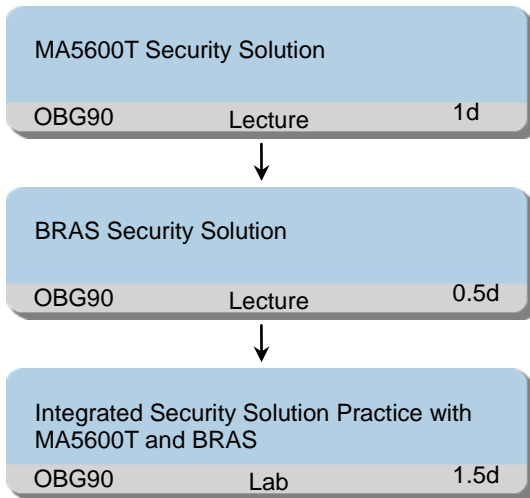 MA5600T Security Solution
OBG90 Lecture 1d
BRAS Security Solution
OBG90 Lecture 0.5d
Integrated Security Solution Practice with
MA5600T and BRAS
OBG90 Lab 1.5d